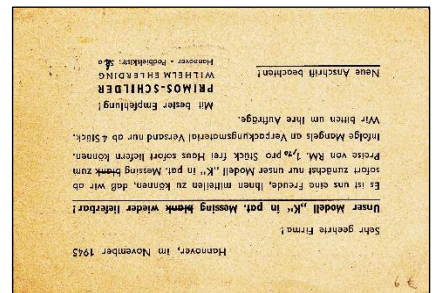 Hannover, im November 1945
Sehr geehrte Firma!
Unser Modell „K“ in pat. Messing blank wieder lieferbar!
Es ist uns eine Freude, Ihnen mitteilen zu können, daß wir ab
sofort zunächst nur unser Modell „K“ in pat. Messing blank zum
Preise von RM. pro Stück frei Haus sofort liefern können.
Infolge Mangels an Verpackungsmaterial Versand nur ab 4 Stück.
Wir bitten um Ihre Aufträge.
Mit bester Empfehlung!
PRIMOS-SCHILDER
WILHELM EHLERDING
Hannover - Podbielskistr.
Neue Anschrift beachten!
6 €